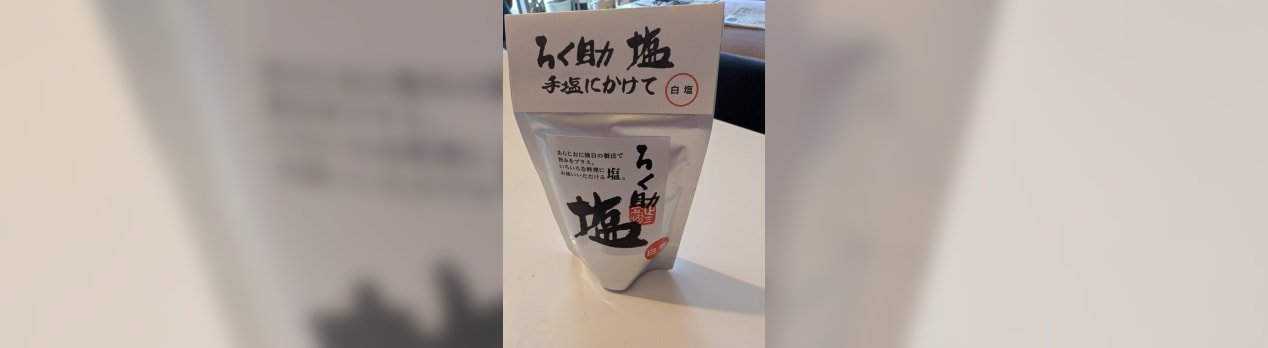 ろく助 塩
手塩にかけて
白塩
あらじおに独自の製法で
旨みをプラス。
いろいろな料理に
お使いいただける 塩。
ろく助
塩
白塩